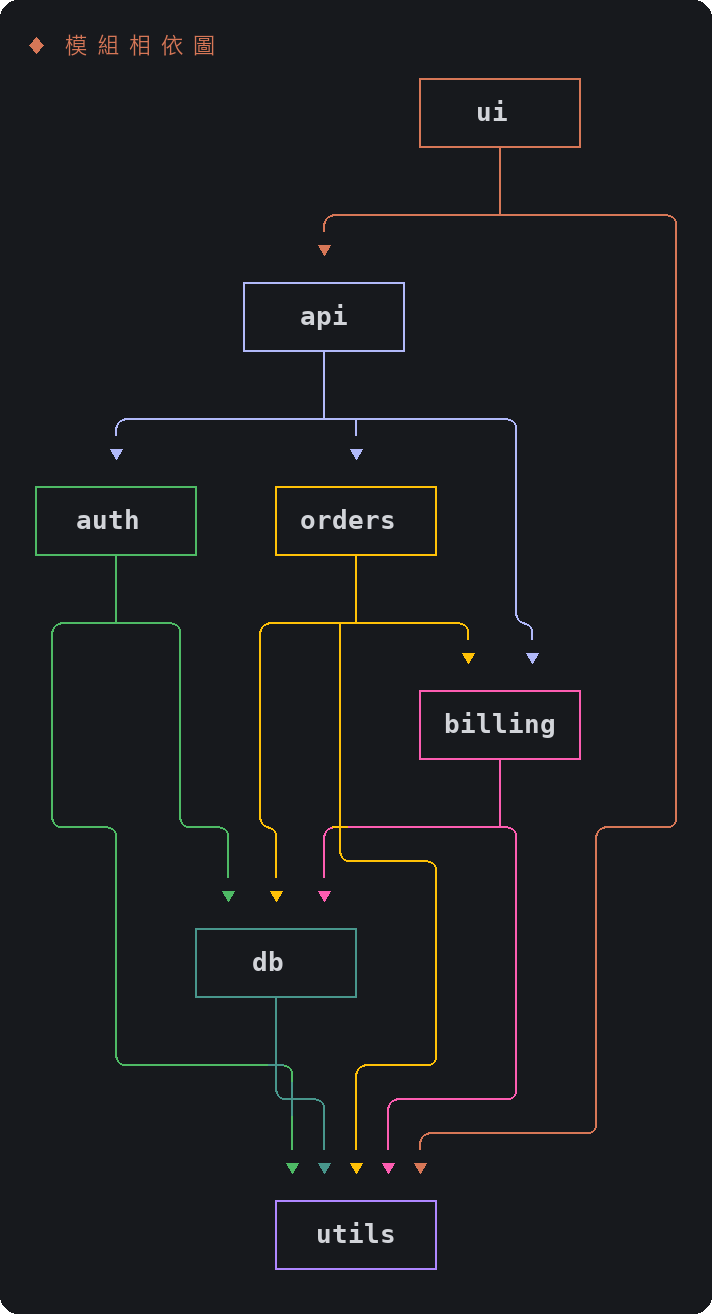 模組相依圖
ui
api
auth
orders
billing
db
utils